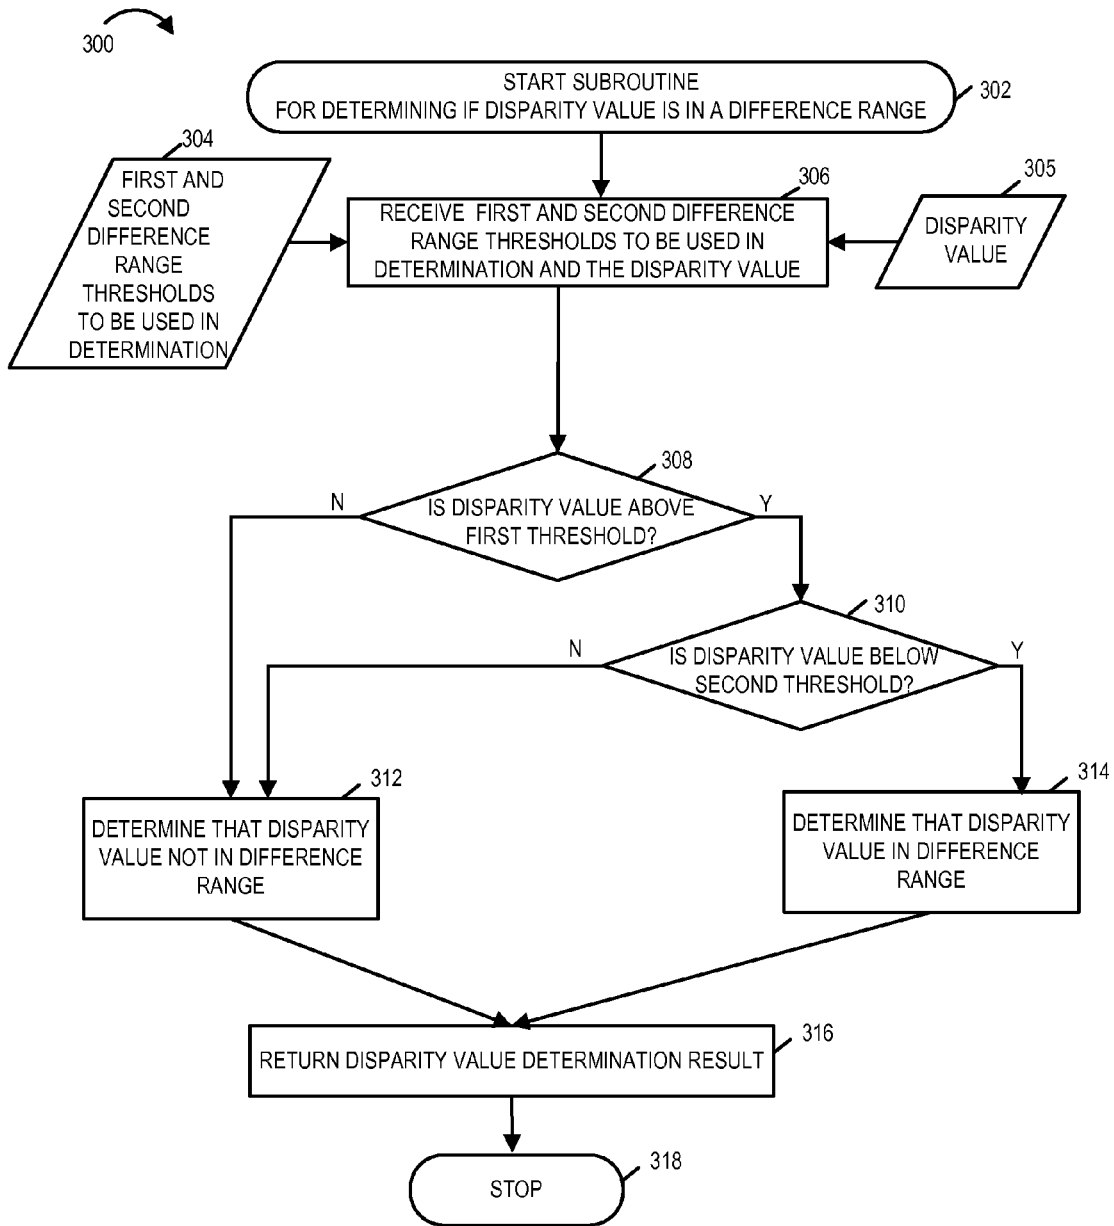 300
START SUBROUTINE
FOR DETERMINING IF DISPARITY VALUE IS IN A DIFFERENCE RANGE
302
304
FIRST AND
SECOND
DIFFERENCE
RANGE
THRESHOLDS
TO BE USED IN
DETERMINATION
306
RECEIVE FIRST AND SECOND DIFFERENCE
RANGE THRESHOLDS TO BE USED IN
DETERMINATION AND THE DISPARITY VALUE
305
DISPARITY
VALUE
308
N
IS DISPARITY VALUE ABOVE
FIRST THRESHOLD?
Y
310
N
IS DISPARITY VALUE BELOW
SECOND THRESHOLD?
Y
312
DETERMINE THAT DISPARITY
VALUE NOT IN DIFFERENCE
RANGE
314
DETERMINE THAT DISPARITY
VALUE IN DIFFERENCE
RANGE
316
RETURN DISPARITY VALUE DETERMINATION RESULT
318
STOP